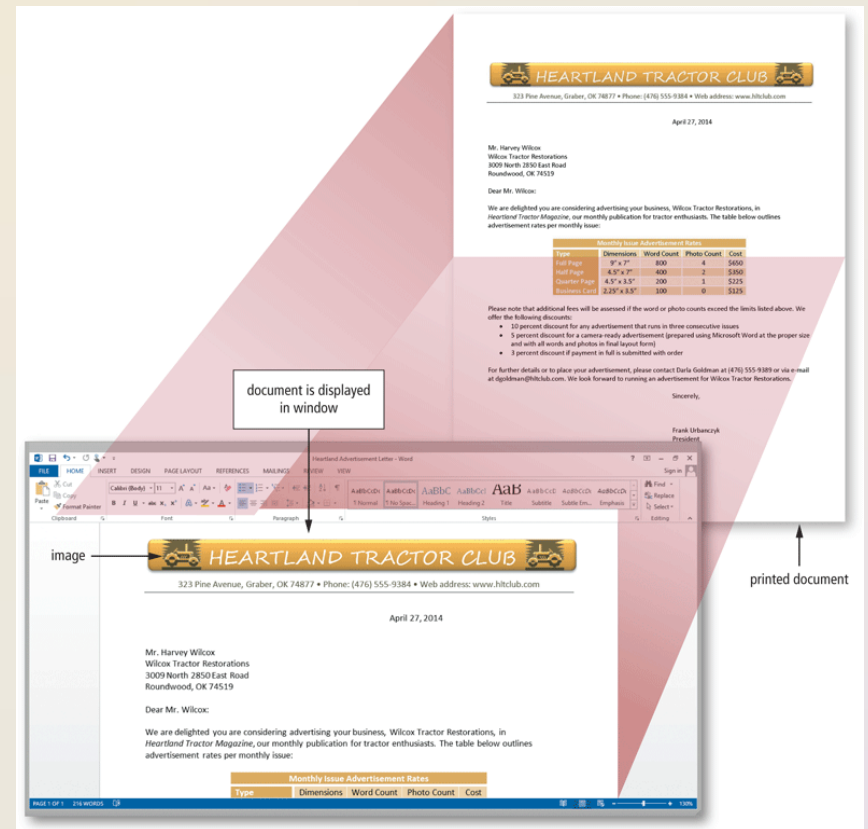 HEARTLAND TRACTOR CLUB
323 Pine Avenue, Graber, OK 74877 • Phone: (476) 555-9384 • Web address: www.hltclub.com
April 27, 2014
Mr. Harvey Wilcox
Wilcox Tractor Restorations
3009 North 2850 East Road
Roundwood, OK 74519
Dear Mr. Wilcox:
We are delighted you are considering advertising your business, Wilcox Tractor Restorations, in
Heartland Tractor Magazine, our monthly publication for tractor enthusiasts. The table below outlines
advertisement rates per monthly issue:
Monthly Issue Advertisement Rates
Type Dimensions Word Count Photo Count Cost
Full Page 9" x 7" 800 4 $650
Half Page 4.5" x 7" 400 2 $350
Quarter Page 4.5" x 3.5" 200 1 $225
Business Card 2.25" x 3.5" 100 0 $125
Please note that additional fees will be assessed if the word or photo counts exceed the limits listed above. We
offer the following discounts:
• 10 percent discount for any advertisement that runs in three consecutive issues
• 5 percent discount for a camera-ready advertisement (prepared using Microsoft Word at the proper size
and with all words and photos in final layout form)
• 3 percent discount if payment in full is submitted with order
For further details or to place your advertisement, please contact Darla Goldman at (476) 555-9389 or via e-mail
at dgoldman@hltclub.com. We look forward to running an advertisement for Wilcox Tractor Restorations.
Sincerely,
Frank Urbanczyk
President
printed document
document is displayed
in window
image
Heartland Advertisement Letter - Word
FILE HOME INSERT DESIGN PAGE LAYOUT REFERENCES MAILINGS REVIEW VIEW Sign in
Paste Cut Copy Format Painter
Calibri (Body) 11
AaBbCcDc AaBbCcDc AaBbC AaBbCcI AaB AaBbCcD AaBbCcDc AaBbCcDc
¶ Normal ¶ No Spac... Heading 1 Heading 2 Title Subtitle Subtle Em... Emphasis
Find Replace Select
Clipboard Font Paragraph Styles Editing
HEARTLAND TRACTOR CLUB
323 Pine Avenue, Graber, OK 74877 • Phone: (476) 555-9384 • Web address: www.hltclub.com
April 27, 2014
Mr. Harvey Wilcox
Wilcox Tractor Restorations
3009 North 2850 East Road
Roundwood, OK 74519
Dear Mr. Wilcox:
We are delighted you are considering advertising your business, Wilcox Tractor Restorations, in
Heartland Tractor Magazine, our monthly publication for tractor enthusiasts. The table below outlines
advertisement rates per monthly issue:
Monthly Issue Advertisement Rates
Type Dimensions Word Count Photo Count Cost
PAGE 1 OF 1 216 WORDS 130%